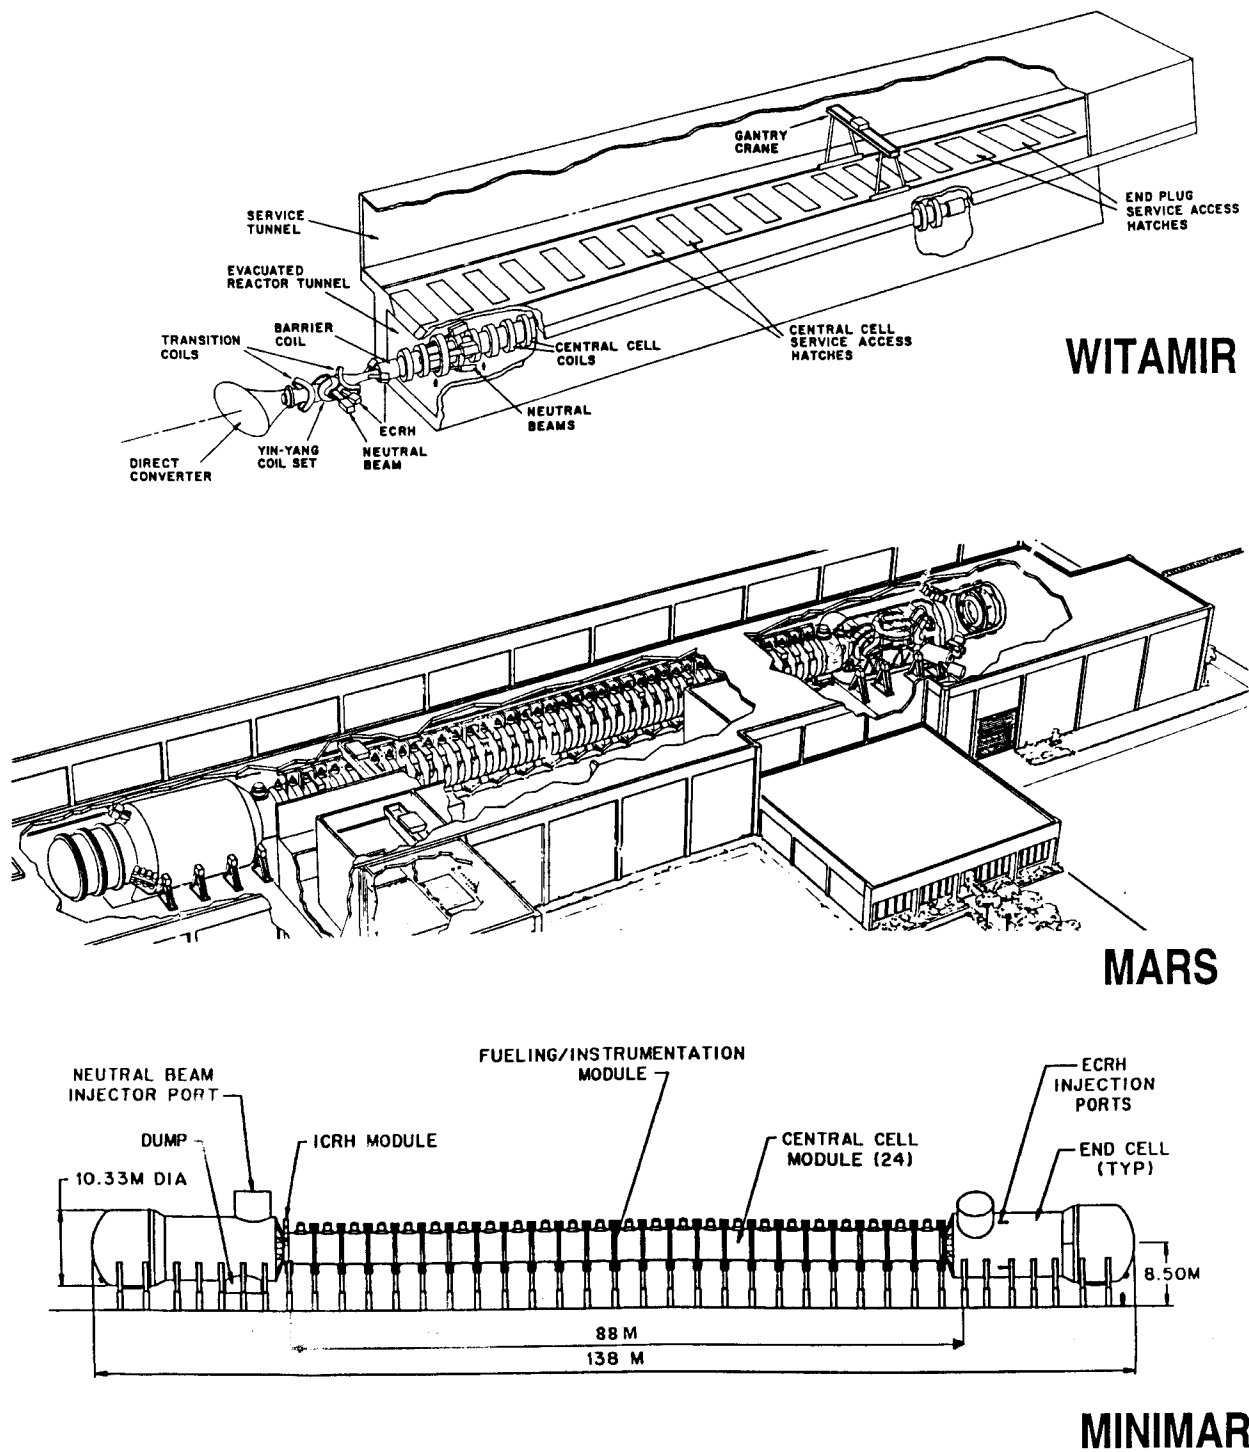 GANTRY
CRANE
SERVICE
TUNNEL
END PLUG
SERVICE ACCESS
HATCHES
EVACUATED
REACTOR TUNNEL
BARRIER
COIL
TRANSITION
COILS
CENTRAL CELL
COILS
CENTRAL CELL
SERVICE ACCESS
HATCHES
WITAMIR
NEUTRAL
BEAMS
ECRH
YIN-YANG
COIL SET
NEUTRAL
BEAM
DIRECT
CONVERTER
MARS
FUELING/INSTRUMENTATION
MODULE
NEUTRAL BEAM
INJECTOR PORT
ECRH
INJECTION
PORTS
DUMP
ICRH MODULE
CENTRAL CELL
MODULE (24)
END CELL
(TYP)
10.33M DIA
8.50M
88 M
138 M
MINIMAR